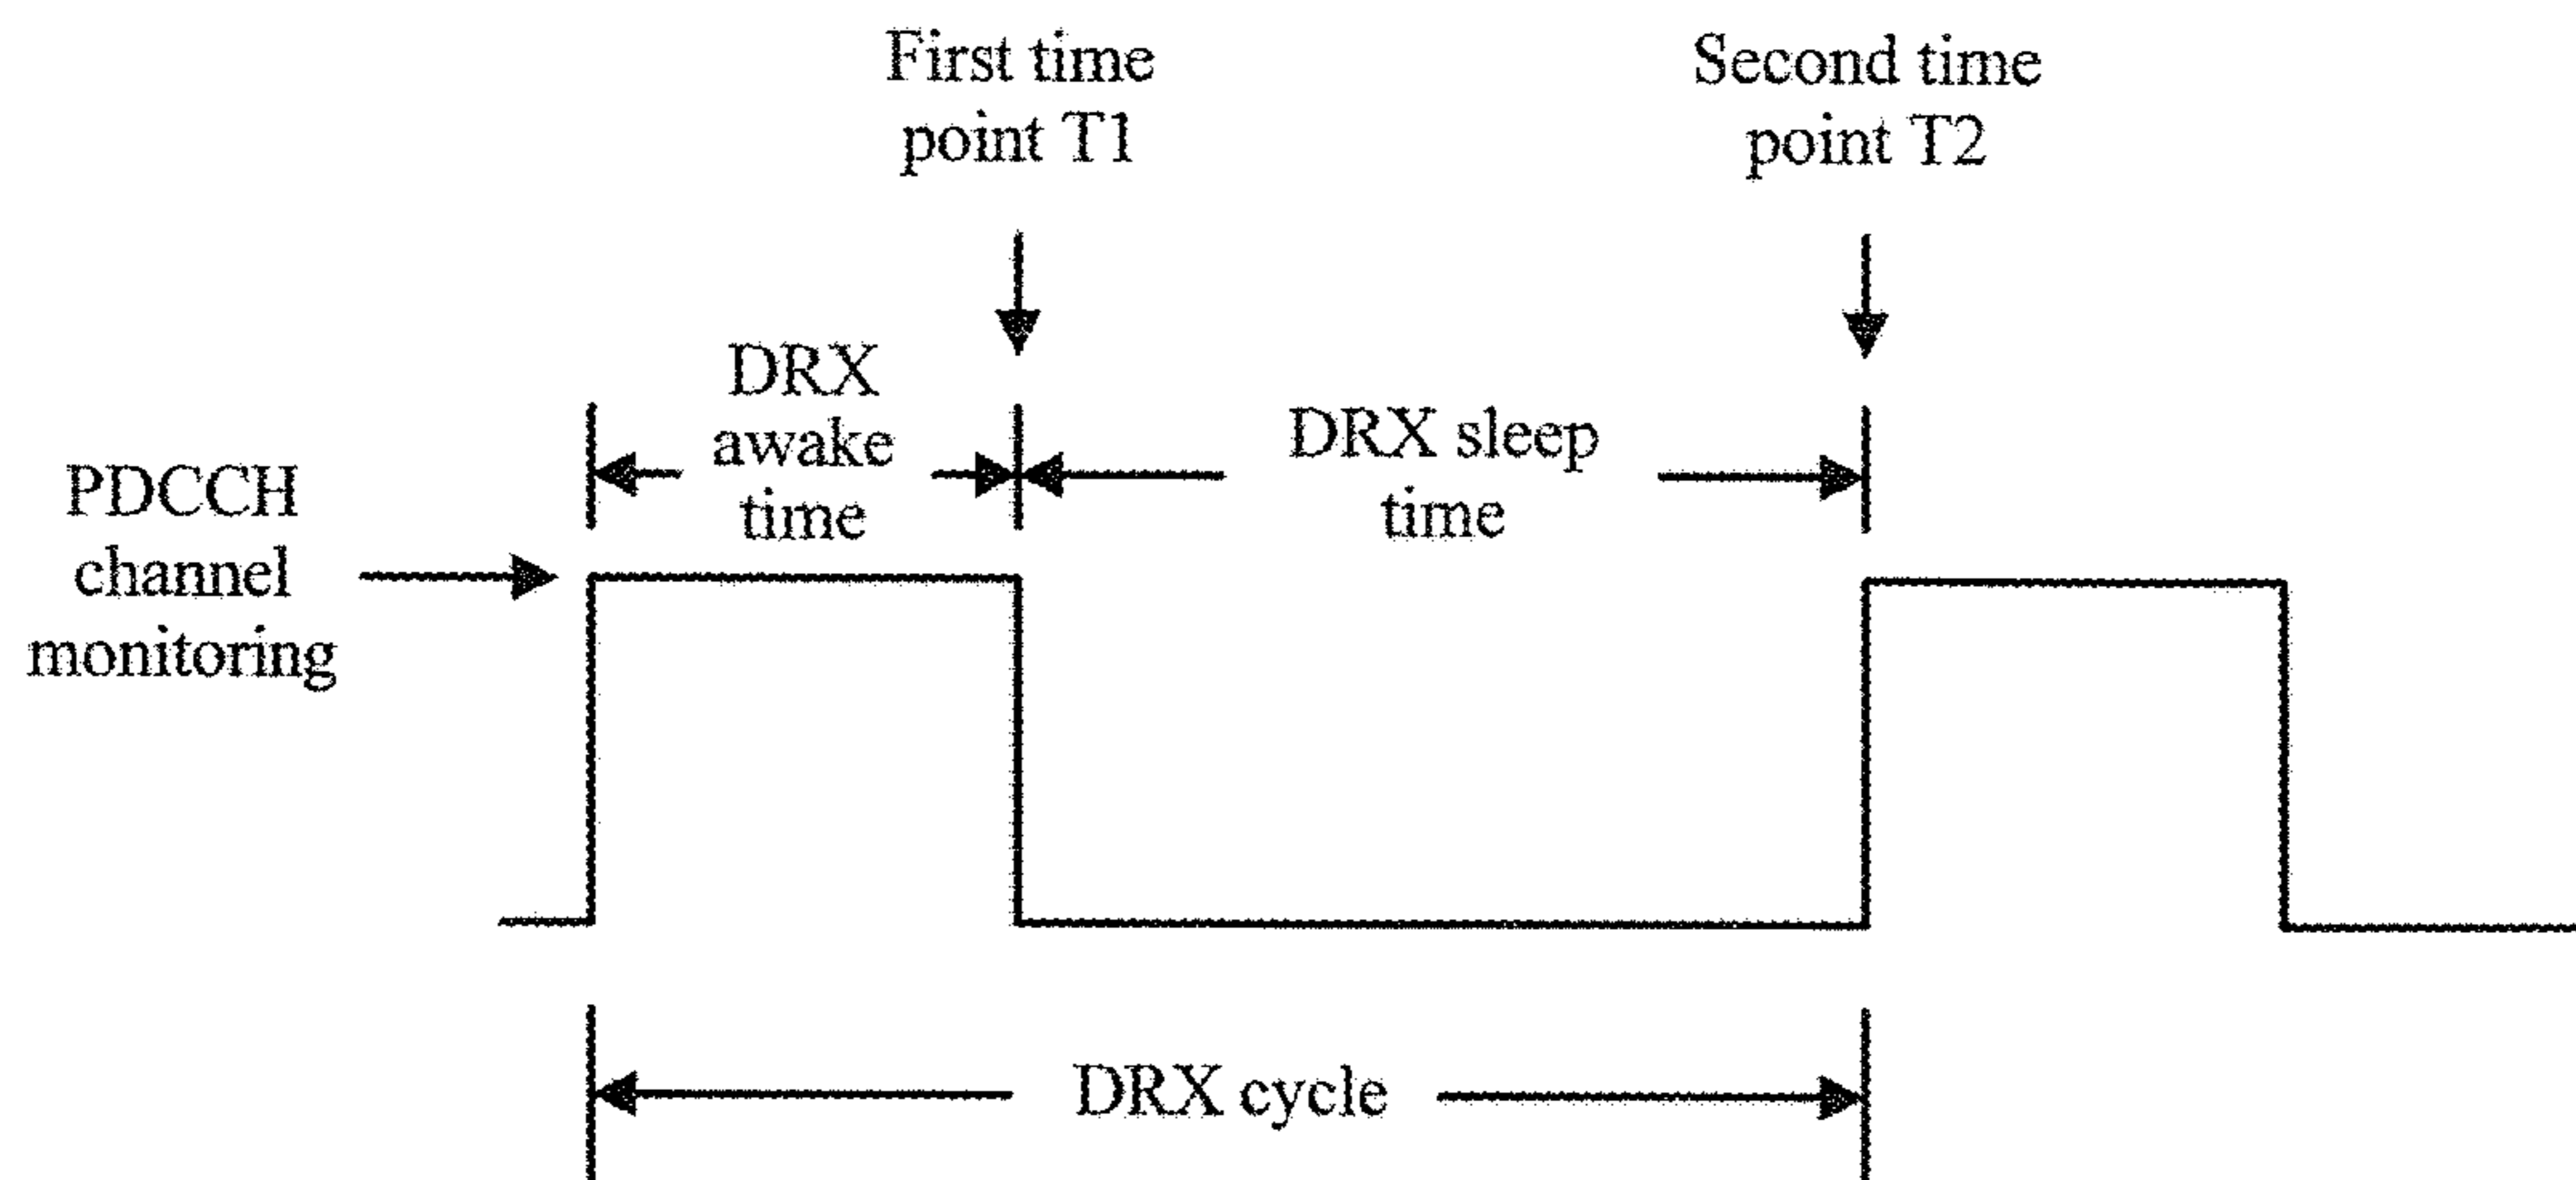 First time
point T1
Second time
point T2
DRX
awake
time
DRX sleep
time
PDCCH
channel
monitoring
DRX cycle